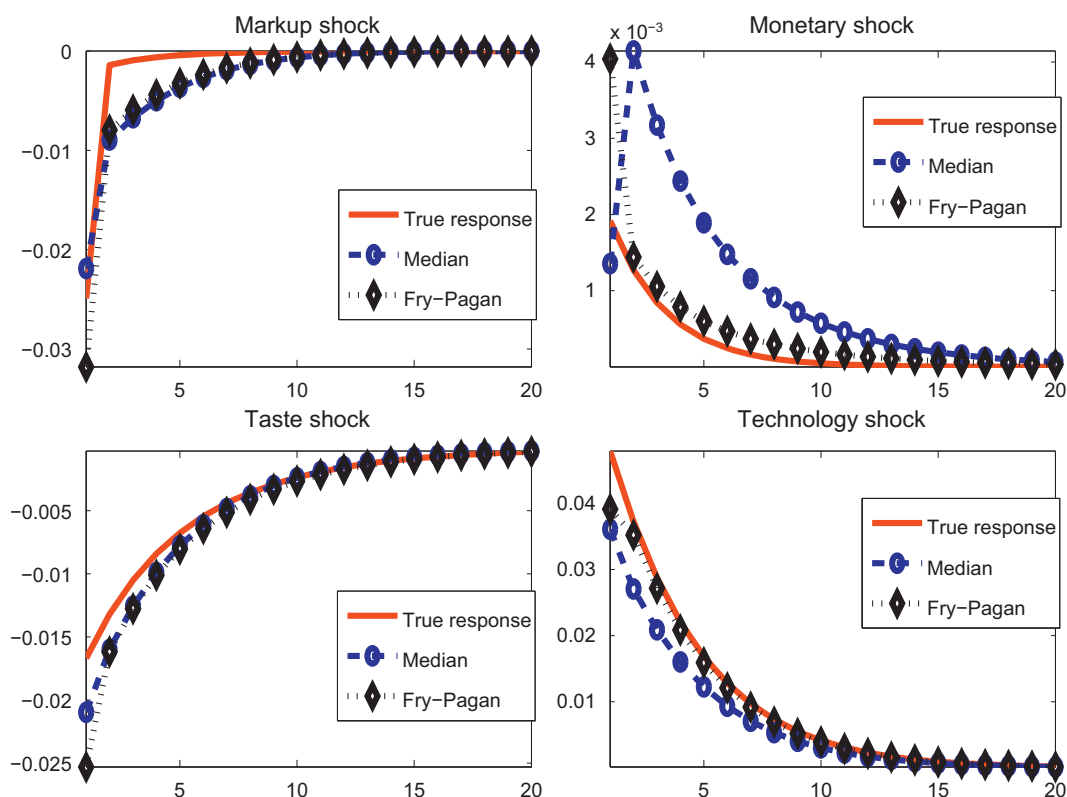 Markup shock
0
−0.01
−0.02
−0.03
5
10
15
20
True response
Median
Fry−Pagan
Monetary shock
x 10⁻³
4
3
2
1
5
10
15
20
True response
Median
Fry−Pagan
Taste shock
−0.005
−0.01
−0.015
−0.02
−0.025
5
10
15
20
True response
Median
Fry−Pagan
Technology shock
0.04
0.03
0.02
0.01
5
10
15
20
True response
Median
Fry−Pagan